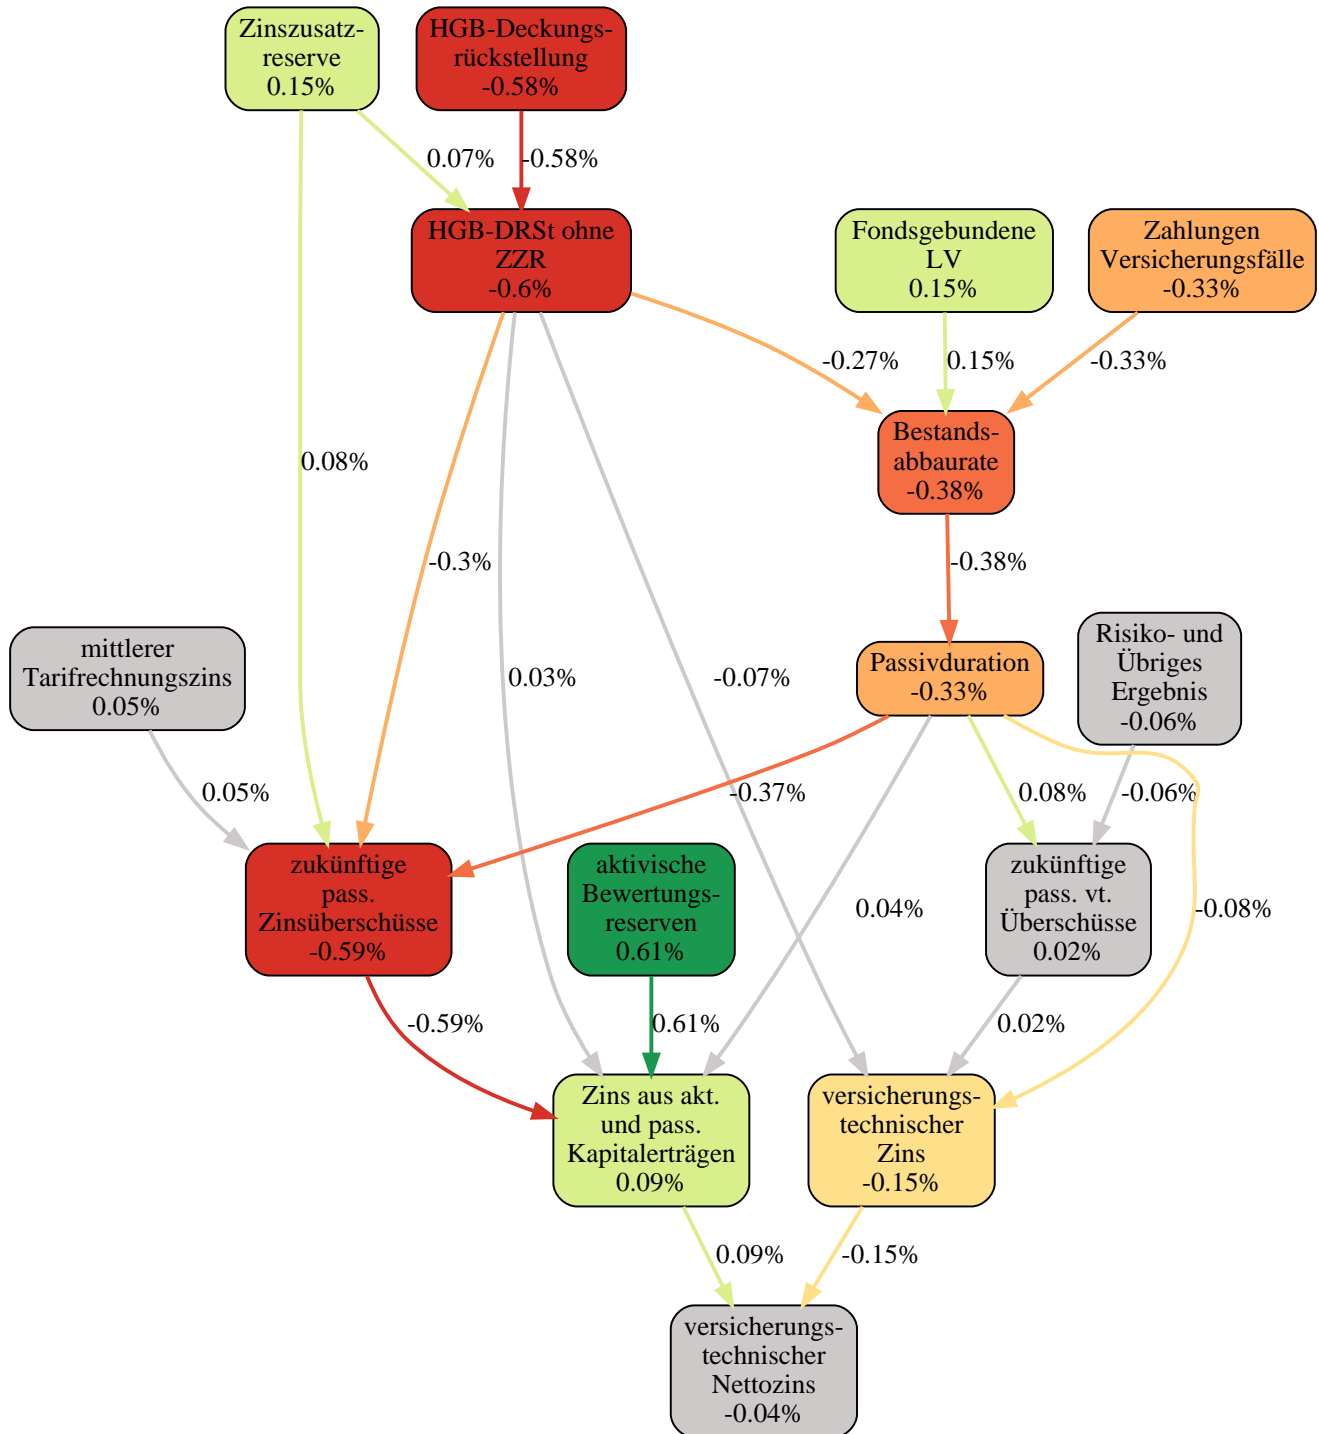 Zinszusatz-
reserve
0.15%
HGB-Deckungs-
rückstellung
-0.58%
0.07%
-0.58%
HGB-DRSt ohne
ZZR
-0.6%
Fondsgebundene
LV
0.15%
Zahlungen
Versicherungsfälle
-0.33%
-0.27%
0.15%
-0.33%
Bestands-
abbaurate
-0.38%
0.08%
-0.3%
-0.38%
mittlerer
Tarifrechnungszins
0.05%
0.03%
-0.07%
Passivduration
-0.33%
Risiko- und
Übriges
Ergebnis
-0.06%
0.05%
-0.37%
0.08%
-0.06%
zukünftige
pass.
Zinsüberschüsse
-0.59%
aktivische
Bewertungs-
reserven
0.61%
0.04%
zukünftige
pass. vt.
Überschüsse
0.02%
-0.08%
-0.59%
0.61%
0.02%
Zins aus akt.
und pass.
Kapitalerträgen
0.09%
versicherungs-
technischer
Zins
-0.15%
0.09%
-0.15%
versicherungs-
technischer
Nettozins
-0.04%